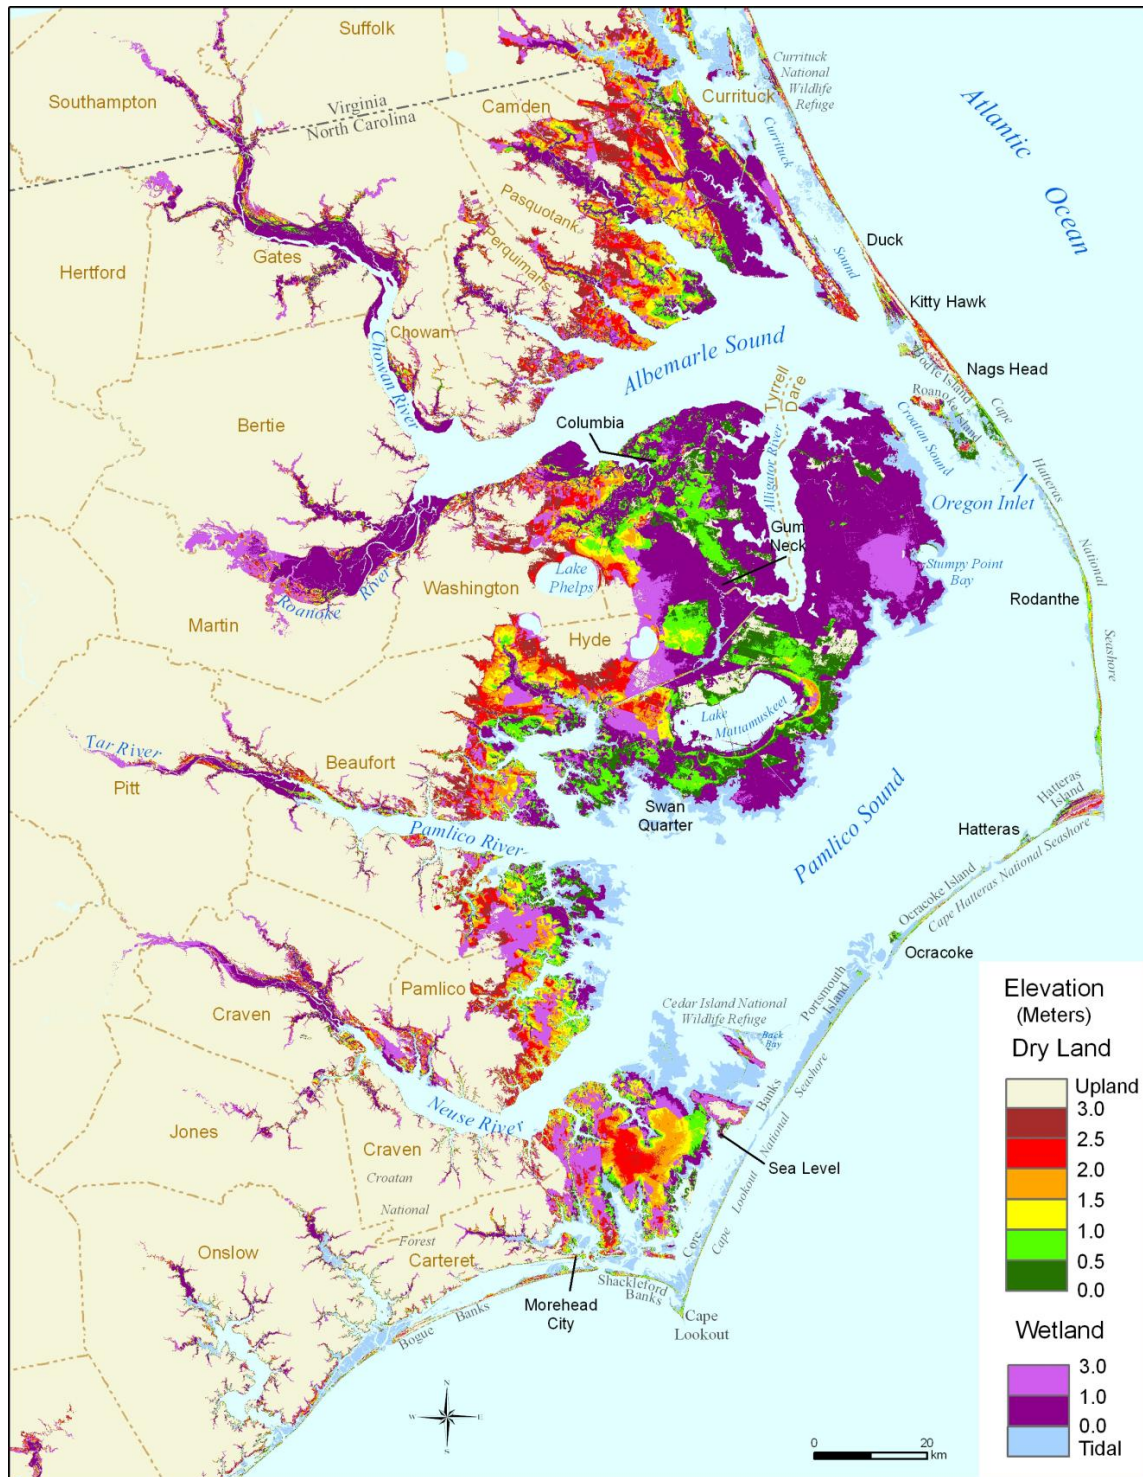 Suffolk
Southampton
Virginia
North Carolina
Camden
Currituck
Currituck
National
Wildlife
Refuge
Currituck
Sound
Atlantic
Ocean
Pasquotank
Perquimans
Hertford
Gates
Chowan
Chowan River
Duck
Kitty Hawk
Nags Head
Bodie Island
Roanoke Island
Croatan Sound
Cape
Hatteras
National
Seashore
Albemarle Sound
Tyrrell
Dare
Columbia
Alligator River
Bertie
Oregon Inlet
Gum
Neck
Lake
Phelps
Stumpy Point
Bay
Washington
Roanoke
River
Martin
Hyde
Rodanthe
Lake
Mattamuskeet
Tar River
Pitt
Beaufort
Swan
Quarter
Pamlico River
Pamlico Sound
Hatteras
Island
Hatteras
Ocracoke Island
Cape Hatteras National Seashore
Ocracoke
Pamlico
Craven
Cedar Island National
Wildlife Refuge
Back
Bay
Portsmouth
Island
Neuse River
Jones
Craven
Croatan
National
Forest
Sea Level
Core
Banks
Cape
Lookout
National
Seashore
Onslow
Carteret
Morehead
City
Bogue
Banks
Shackleford
Banks
Cape
Lookout
N
W
E
S
0
20
km
Elevation
(Meters)
Dry Land
Upland
3.0
2.5
2.0
1.5
1.0
0.5
0.0
Wetland
3.0
1.0
0.0
Tidal